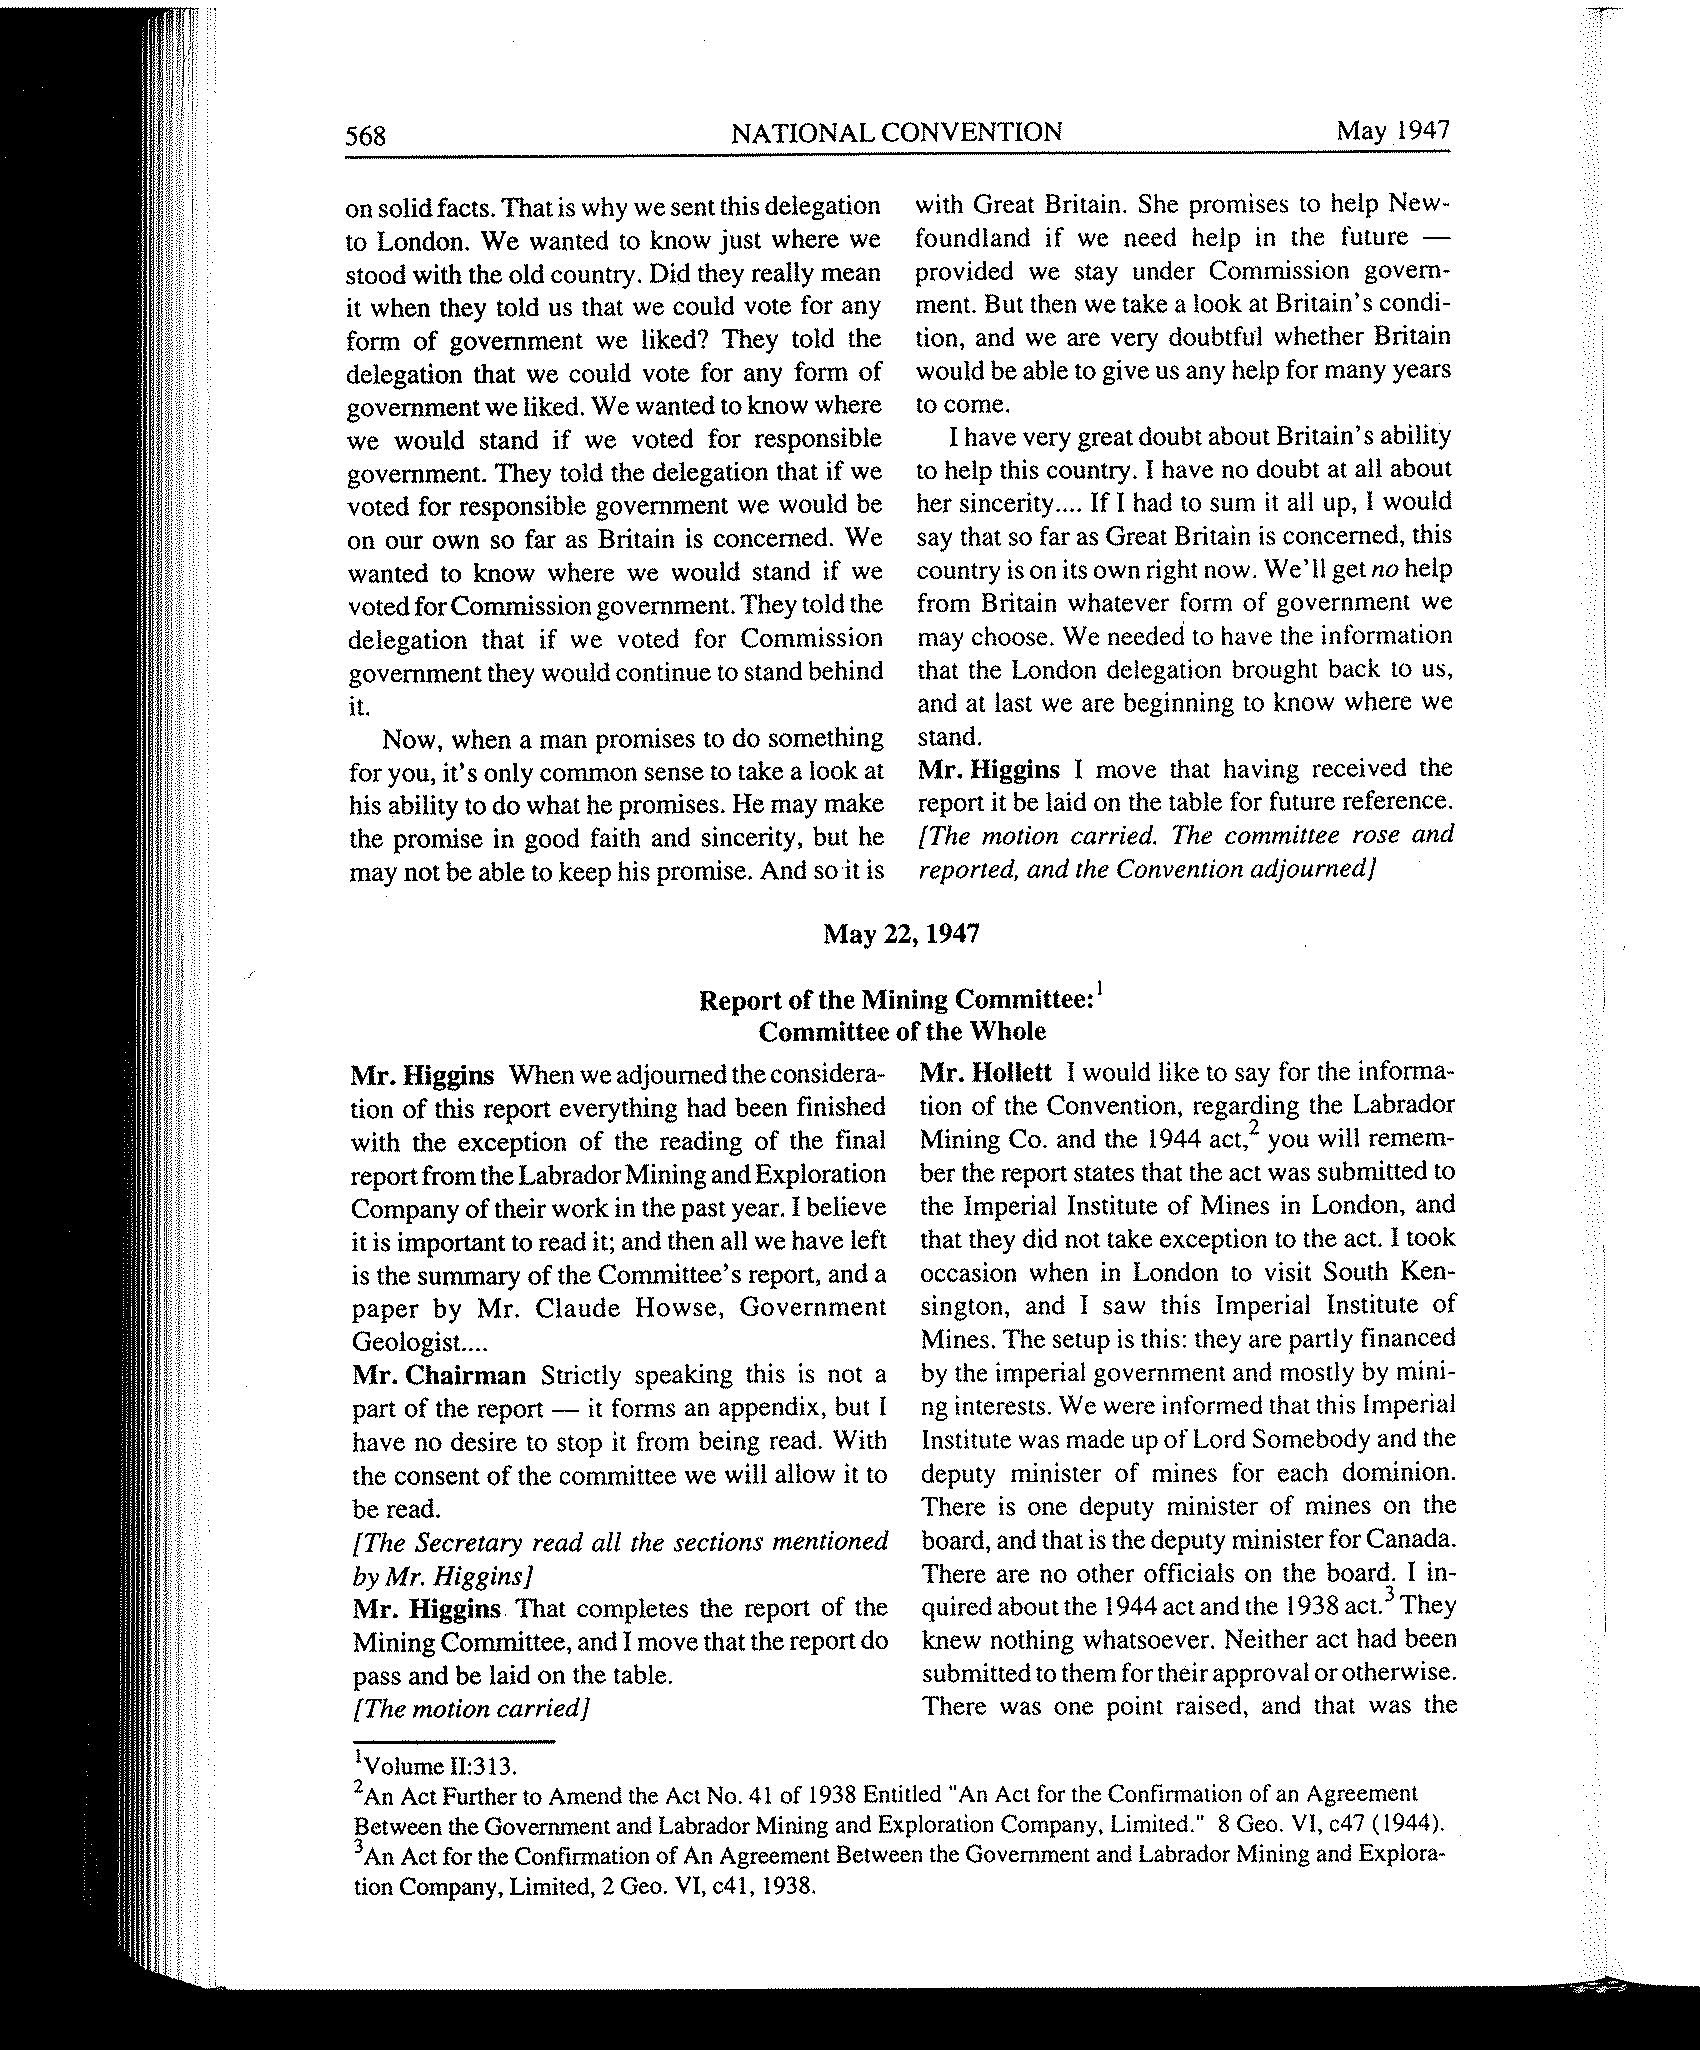 568 NATIONAL CONVENTION May 1947
on solid facts. That is why we sent this delegation
to London. We wanted to know just where we
stood with the old country. Did they really mean
it when they told us that we could vote for any
form of government we liked? They told the
delegation that we could vote for any form of
government we liked. We wanted to know where
we would stand if we voted for responsible
government. They told the delegation that if we
voted for responsible government we would be
on our own so far as Britain is concerned. We
wanted to know where we would stand if we
voted for Commission government. They told the
delegation that if we voted for Commission
government they would continue to stand behind
it.
Now, when a man promises to do something
for you, it's only common sense to take a look at
his ability to do what he promises. He may make
the promise in good faith and sincerity, but he
may not be able to keep his promise. And so it is
with Great Britain. She promises to help New-
foundland if we need help in the future —
provided we stay under Commission govern-
ment. But then we take a look at Britain's condi-
tion, and we are very doubtful whether Britain
would be able to give us any help for many years
to come.
I have very great doubt about Britain's ability
to help this country. I have no doubt at all about
her sincerity.... If I had to sum it all up, I would
say that so far as Great Britain is concerned, this
country is on its own right now. We'll get no help
from Britain whatever form of government we
may choose. We needed to have the information
that the London delegation brought back to us,
and at last we are beginning to know where we
stand.
Mr. Higgins I move that having received the
report it be laid on the table for future reference.
[The motion carried. The committee rose and
reported, and the Convention adjourned]
May 22, 1947
Report of the Mining Committee:1
Committee of the Whole
Mr. Higgins When we adjourned the considera-
tion of this report everything had been finished
with the exception of the reading of the final
report from the Labrador Mining and Exploration
Company of their work in the past year. I believe
it is important to read it; and then all we have left
is the summary of the Committee's report, and a
paper by Mr. Claude Howse, Government
Geologist....
Mr. Chairman Strictly speaking this is not a
part of the report — it forms an appendix, but I
have no desire to stop it from being read. With
the consent of the committee we will allow it to
be read.
[The Secretary read all the sections mentioned
by Mr. Higgins]
Mr. Higgins That completes the report of the
Mining Committee, and I move that the report do
pass and be laid on the table.
[The motion carried]
Mr. Hollett I would like to say for the informa-
tion of the Convention, regarding the Labrador
Mining Co. and the 1944 act,2 you will remem-
ber the report states that the act was submitted to
the Imperial Institute of Mines in London, and
that they did not take exception to the act. I took
occasion when in London to visit South Ken-
sington, and I saw this Imperial Institute of
Mines. The setup is this: they are partly financed
by the imperial government and mostly by mini-
ng interests. We were informed that this Imperial
Institute was made up of Lord Somebody and the
deputy minister of mines for each dominion.
There is one deputy minister of mines on the
board, and that is the deputy minister for Canada.
There are no other officials on the board. I in-
quired about the 1944 act and the 1938 act.3 They
knew nothing whatsoever. Neither act had been
submitted to them for their approval or otherwise.
There was one point raised, and that was the
1Volume II:313.
2An Act Further to Amend the Act No. 41 of 1938 Entitled "An Act for the Confirmation of an Agreement
Between the Government and Labrador Mining and Exploration Company, Limited." 8 Geo. VI, c47 (1944).
3An Act for the Confirmation of An Agreement Between the Government and Labrador Mining and Explora-
tion Company, Limited, 2 Geo. VI, c41, 1938.